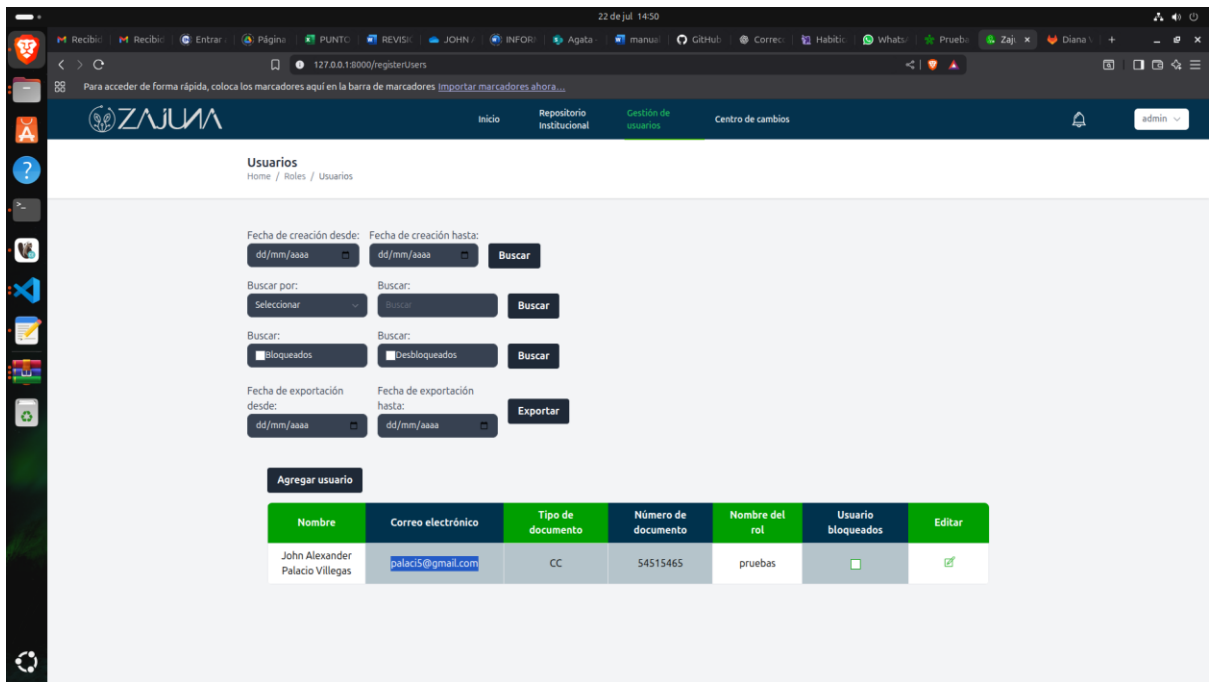 22 de jul 14:50
Recibid Recibic Entrar Página PUNTO REVISI JOHN INFOR Agata - manual GitHub Correc Habitic Whats Prueba Zaju Diana \
127.0.0.1:8000/registerUsers
Para acceder de forma rápida, coloca los marcadores aquí en la barra de marcadores Importar marcadores ahora...
ZAJUNA
Inicio
Repositorio
Institucional
Gestión de
usuarios
Centro de cambios
admin
Usuarios
Home / Roles / Usuarios
Fecha de creación desde: Fecha de creación hasta:
dd/mm/aaaa dd/mm/aaaa Buscar
Buscar por: Buscar:
Seleccionar Buscar Buscar
Buscar: Buscar:
Bloqueados Desbloqueados Buscar
Fecha de exportación
desde:
Fecha de exportación
hasta:
dd/mm/aaaa dd/mm/aaaa Exportar
Agregar usuario
Nombre
Correo electrónico
Tipo de
documento
Número de
documento
Nombre del
rol
Usuario
bloqueados
Editar
John Alexander
Palacio Villegas
palaci5@gmail.com
CC
54515465
pruebas